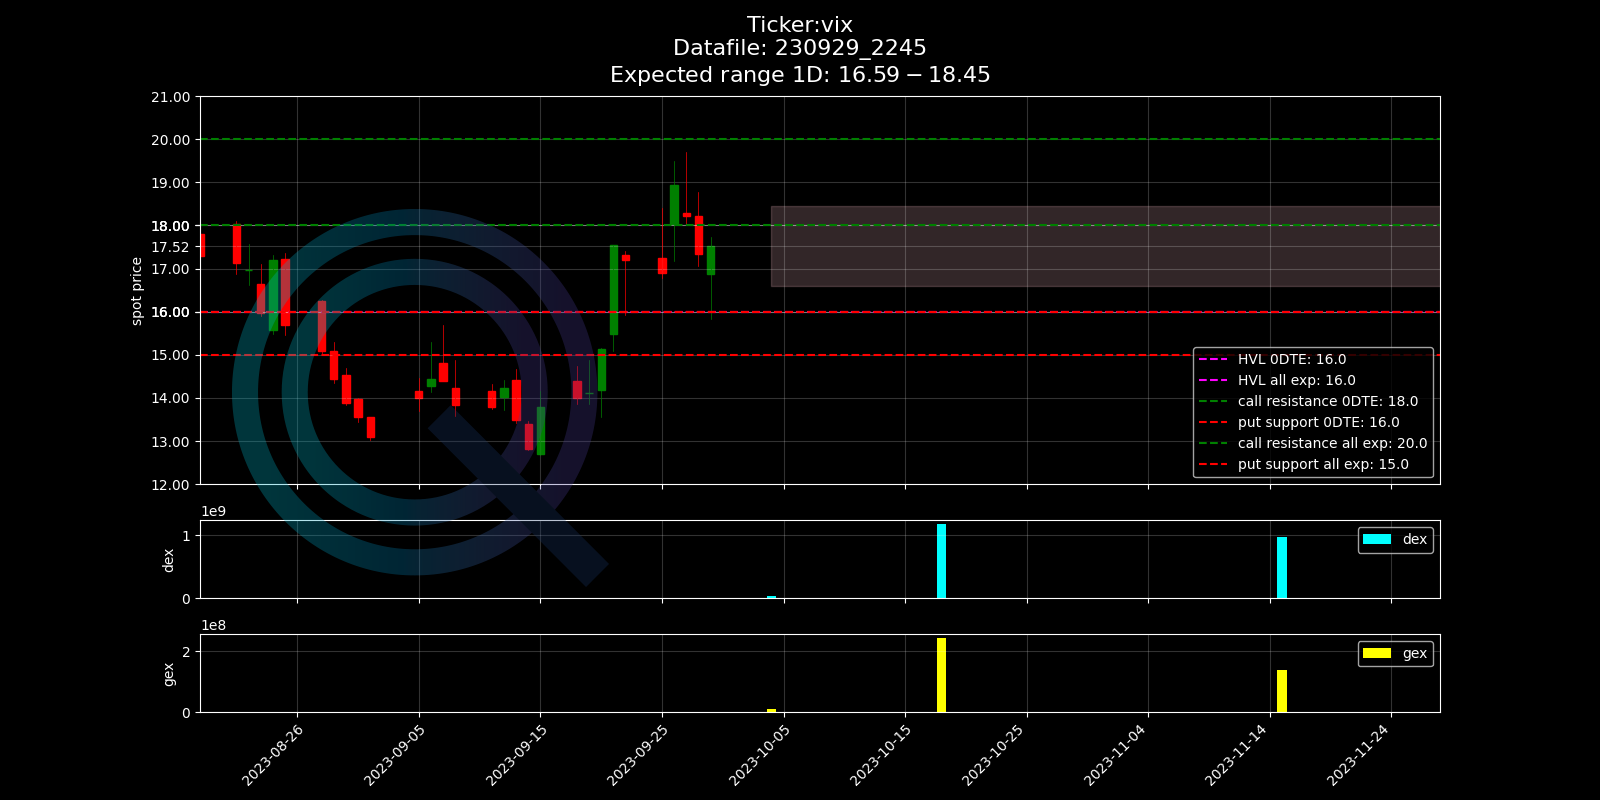 Ticker:vix
Datafile: 230929_2245
Expected range 1D: 16.59 − 18.45
21.00
20.00
19.00
18.00
17.52
17.00
16.00
15.00
14.00
13.00
12.00
spot price
HVL 0DTE: 16.0
HVL all exp: 16.0
call resistance 0DTE: 18.0
put support 0DTE: 16.0
call resistance all exp: 20.0
put support all exp: 15.0
1e9
1
0
dex
dex
1e8
2
0
gex
gex
2023-08-26
2023-09-05
2023-09-15
2023-09-25
2023-10-05
2023-10-15
2023-10-25
2023-11-04
2023-11-14
2023-11-24